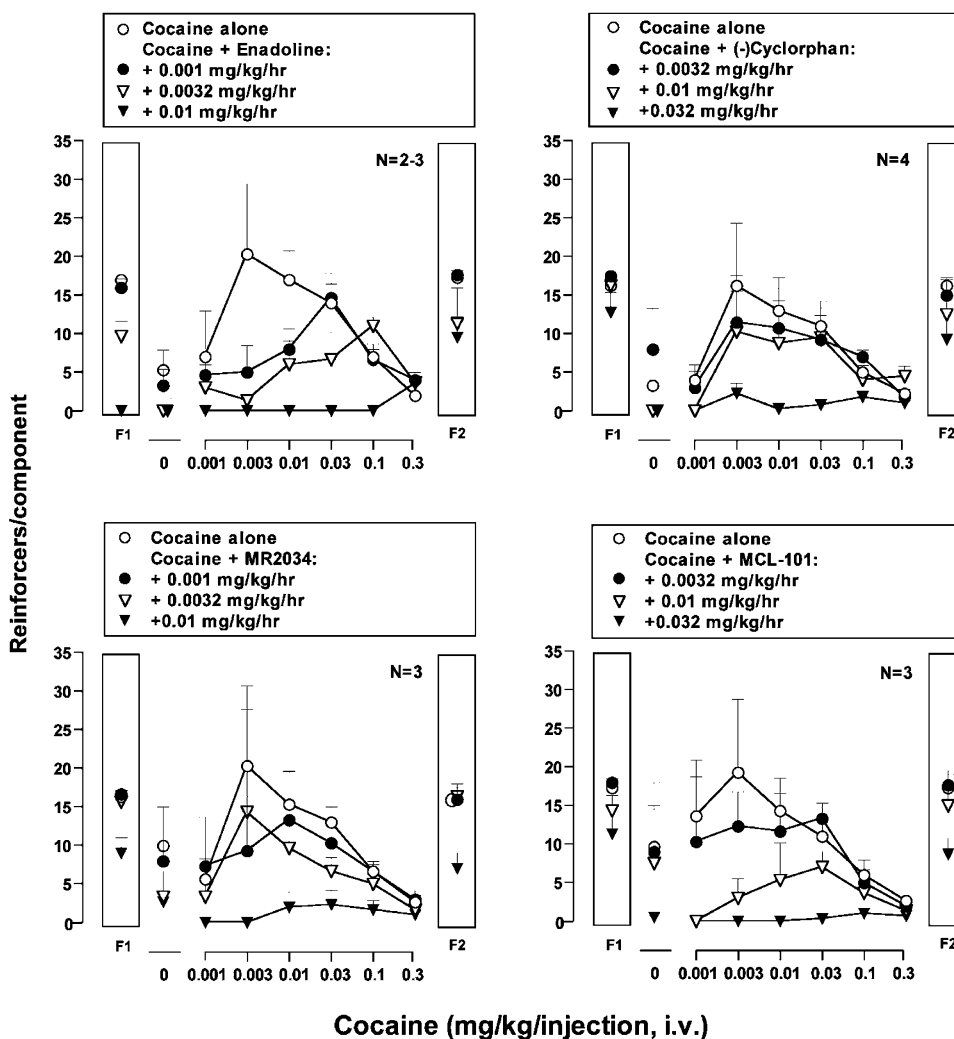 Cocaine alone
Cocaine + Enadoline:
+ 0.001 mg/kg/hr
+ 0.0032 mg/kg/hr
+ 0.01 mg/kg/hr
Cocaine alone
Cocaine + (-)Cyclorphan:
+ 0.0032 mg/kg/hr
+ 0.01 mg/kg/hr
+0.032 mg/kg/hr
35
30
25
20
15
10
5
0
N=2-3
F1
0
0.001
0.003
0.01
0.03
0.1
0.3
F2
35
30
25
20
15
10
5
0
N=4
F1
0
0.001
0.003
0.01
0.03
0.1
0.3
F2
Reinforcers/component
Cocaine alone
Cocaine + MR2034:
+ 0.001 mg/kg/hr
+ 0.0032 mg/kg/hr
+0.01 mg/kg/hr
Cocaine alone
Cocaine + MCL-101:
+ 0.0032 mg/kg/hr
+ 0.01 mg/kg/hr
+0.032 mg/kg/hr
35
30
25
20
15
10
5
0
N=3
F1
0
0.001
0.003
0.01
0.03
0.1
0.3
F2
35
30
25
20
15
10
5
0
N=3
F1
0
0.001
0.003
0.01
0.03
0.1
0.3
F2
Cocaine (mg/kg/injection, i.v.)